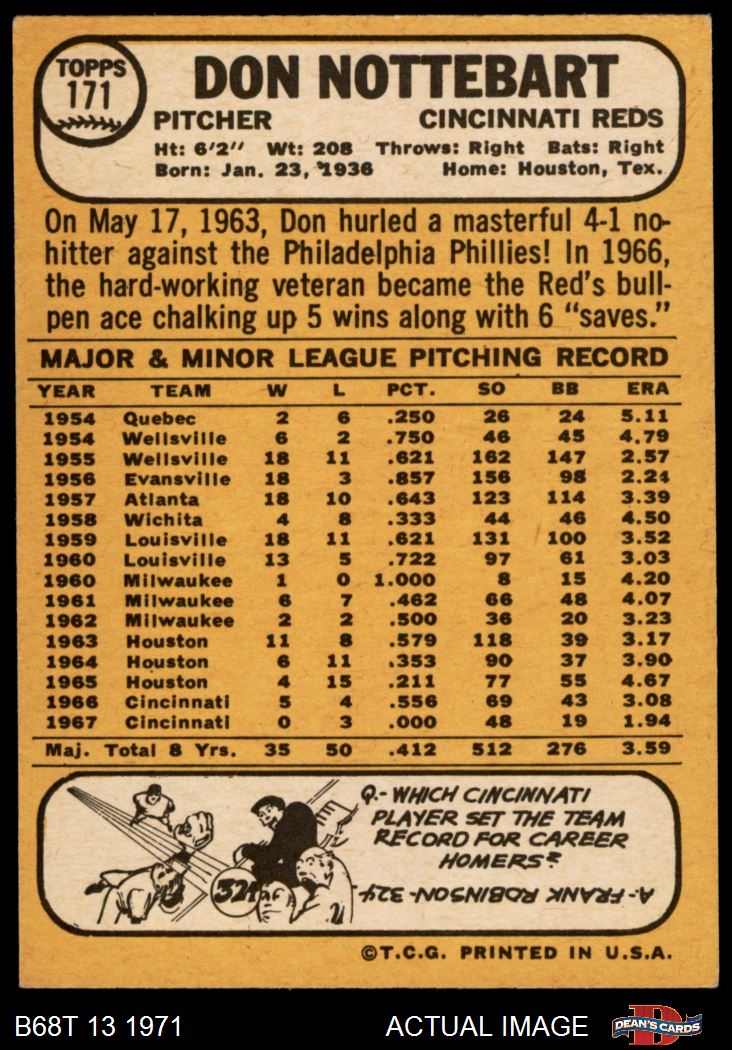 TOPPS
171
DON NOTTEBART
PITCHER CINCINNATI REDS
Ht: 6'2" Wt: 208 Throws: Right Bats: Right
Born: Jan. 23, 1936 Home: Houston, Tex.
On May 17, 1963, Don hurled a masterful 4-1 no-
hitter against the Philadelphia Phillies! In 1966,
the hard-working veteran became the Red's bull-
pen ace chalking up 5 wins along with 6 "saves."
MAJOR & MINOR LEAGUE PITCHING RECORD
YEAR TEAM W L PCT. SO BB ERA
1954 Quebec 2 6 .250 26 24 5.11
1954 Wellsville 6 2 .750 46 45 4.79
1955 Wellsville 18 11 .621 162 147 2.57
1956 Evansville 18 3 .857 156 98 2.24
1957 Atlanta 18 10 .643 123 114 3.39
1958 Wichita 4 8 .333 44 46 4.50
1959 Louisville 18 11 .621 131 100 3.52
1960 Louisville 13 5 .722 97 61 3.03
1960 Milwaukee 1 0 1.000 8 15 4.20
1961 Milwaukee 6 7 .462 66 48 4.07
1962 Milwaukee 2 2 .500 36 20 3.23
1963 Houston 11 8 .579 118 39 3.17
1964 Houston 6 11 .353 90 37 3.90
1965 Houston 4 15 .211 77 55 4.67
1966 Cincinnati 5 4 .556 69 43 3.08
1967 Cincinnati 0 3 .000 48 19 1.94
Maj. Total 8 Yrs. 35 50 .412 512 276 3.59
Q.- WHICH CINCINNATI
PLAYER SET THE TEAM
RECORD FOR CAREER
HOMERS?
324
A.- FRANK ROBINSON - 324
©T.C.G. PRINTED IN U.S.A.
B68T 13 1971 ACTUAL IMAGE
D
DEAN'S CARDS